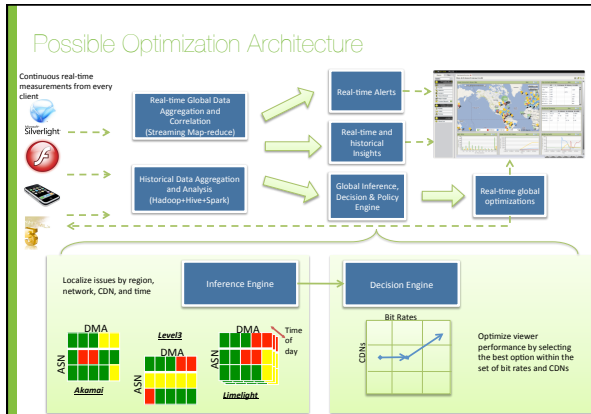 Possible Optimization Architecture
Continuous real-time
measurements from every
client
Silverlight
Real-time Global Data
Aggregation and
Correlation
(Streaming Map-reduce)
Real-time Alerts
Real-time and
historical
Insights
Historical Data Aggregation
and Analysis
(Hadoop+Hive+Spark)
Global Inference,
Decision & Policy
Engine
Real-time global
optimizations
Localize issues by region,
network, CDN, and time
Inference Engine
Decision Engine
DMA
ASN
Akamai
Level3
DMA
ASN
DMA
ASN
Limelight
Time
of
day
Bit Rates
CDNs
Optimize viewer
performance by selecting
the best option within the
set of bit rates and CDNs